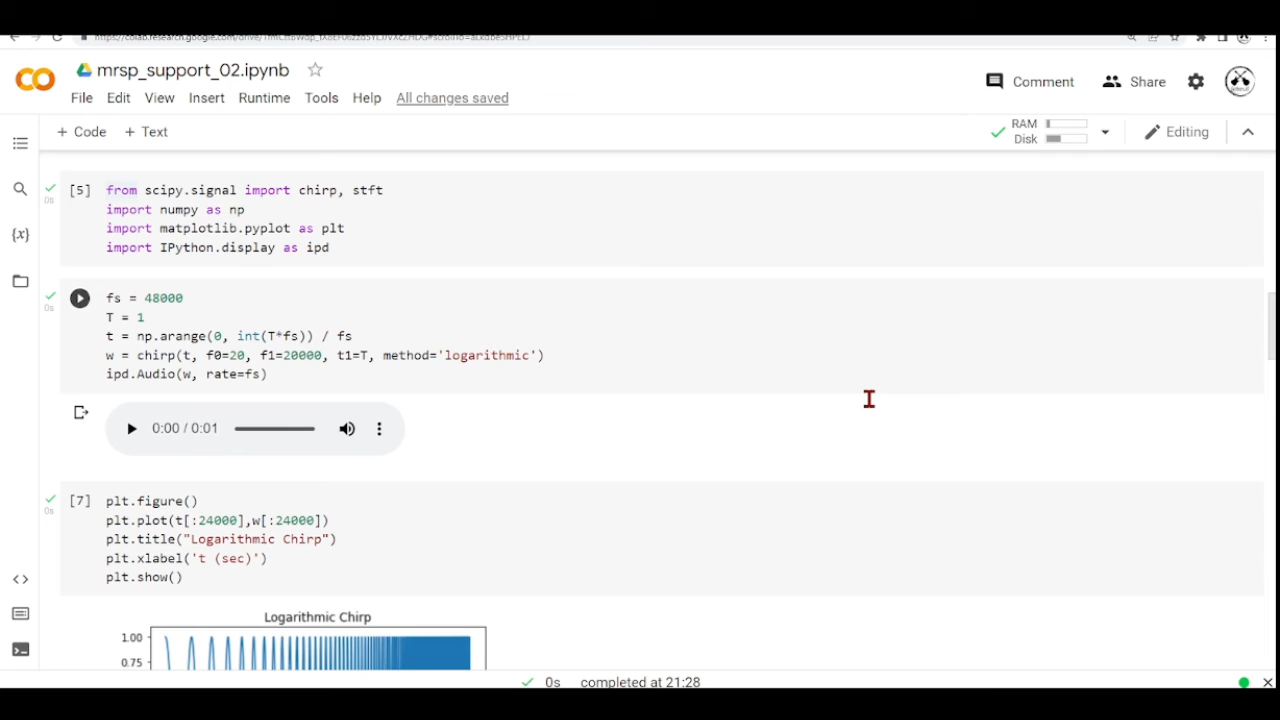 mrsp_support_02.ipynb
File Edit View Insert Runtime Tools Help All changes saved
Comment Share
+ Code + Text
RAM
Disk
Editing
[5] from scipy.signal import chirp, stft
0s
import numpy as np
import matplotlib.pyplot as plt
import IPython.display as ipd
{x}
fs = 48000
0s
T = 1
t = np.arange(0, int(T*fs)) / fs
w = chirp(t, f0=20, f1=20000, t1=T, method='logarithmic')
ipd.Audio(w, rate=fs)
0:00 / 0:01
[7] plt.figure()
0s
plt.plot(t[:24000],w[:24000])
plt.title("Logarithmic Chirp")
plt.xlabel('t (sec)')
plt.show()
Logarithmic Chirp
1.00
0.75
0s completed at 21:28